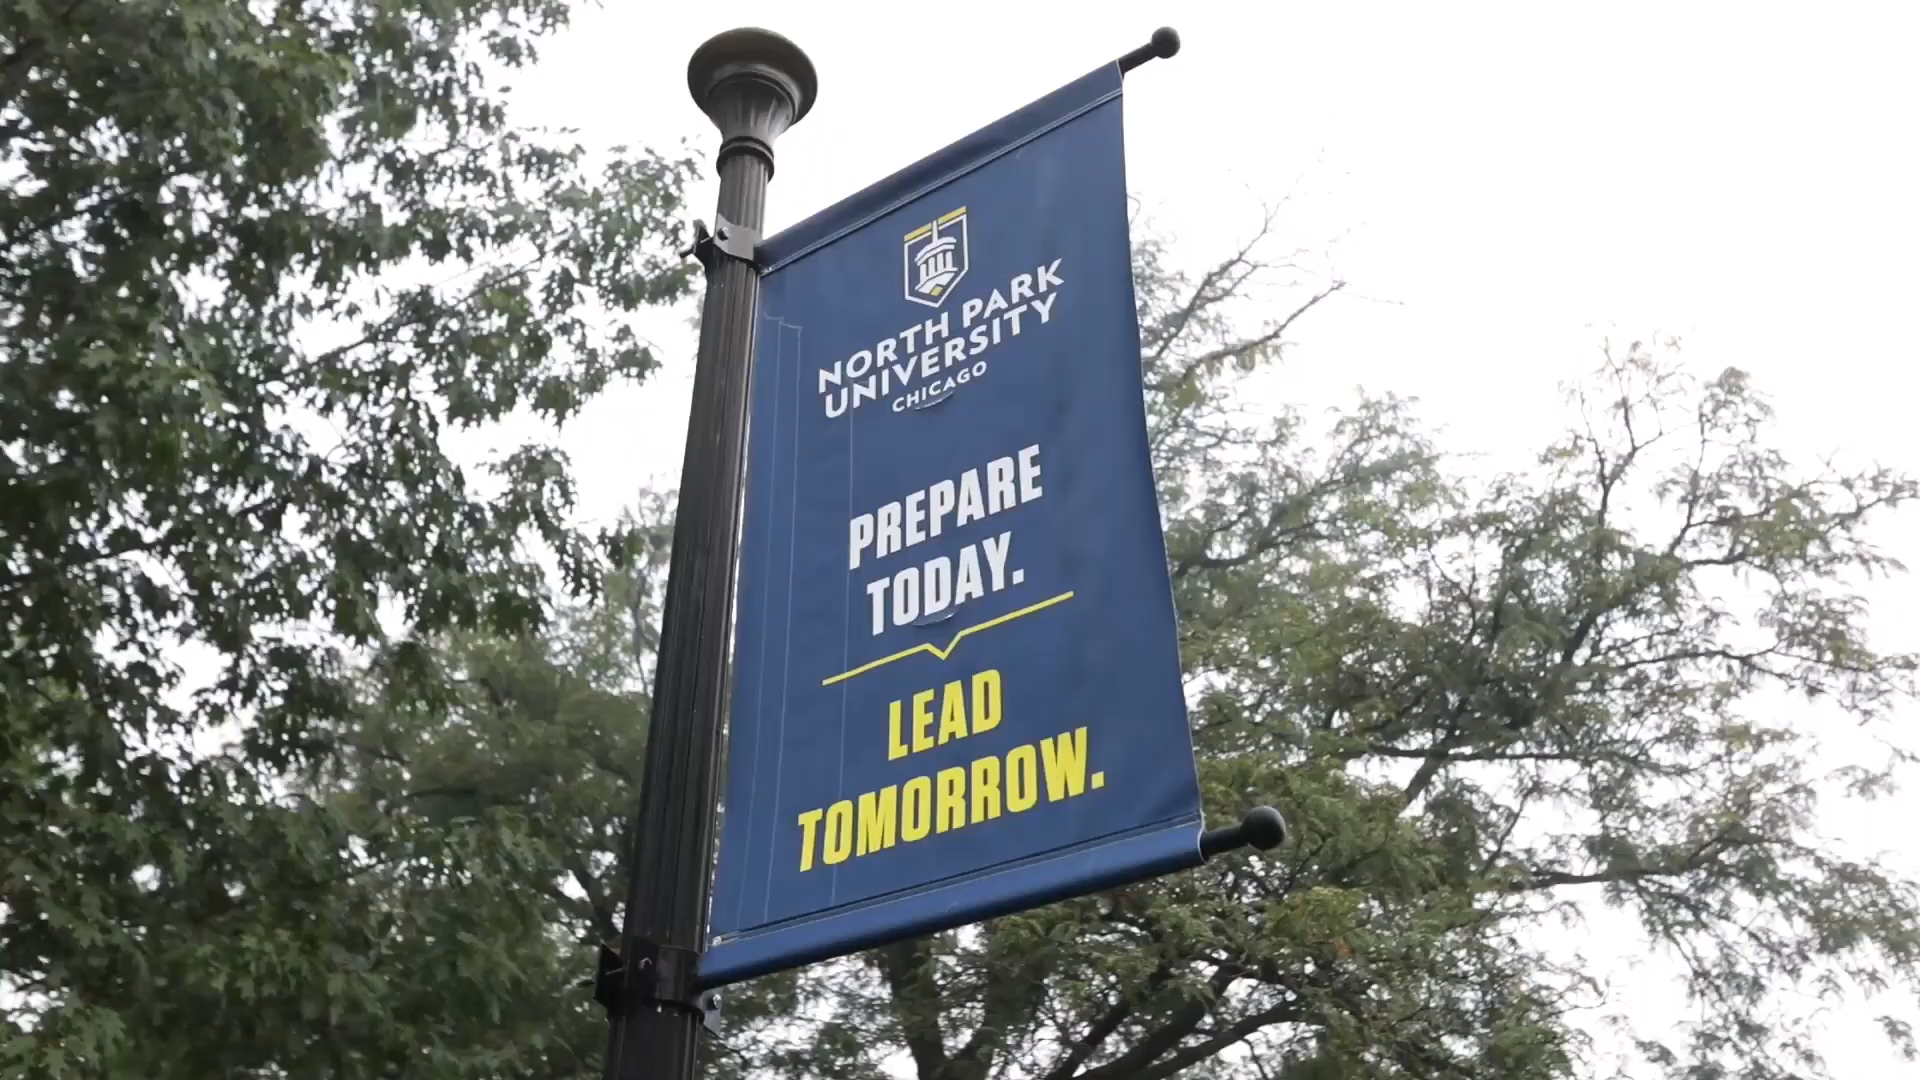 NORTH PARK
UNIVERSITY
CHICAGO
PREPARE
TODAY.
LEAD
TOMORROW.